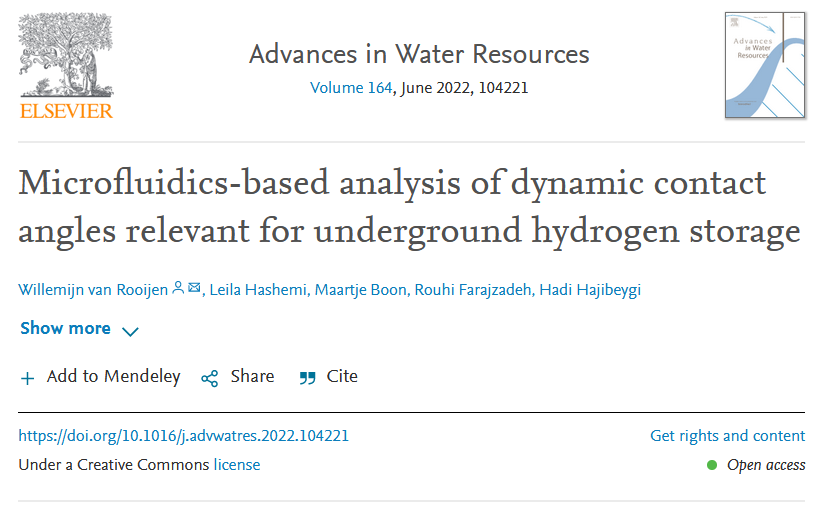 ELSEVIER
Advances in Water Resources
Volume 164, June 2022, 104221
Advances
in Water
Resources
Microfluidics-based analysis of dynamic contact
angles relevant for underground hydrogen storage
Willemijn van Rooijen, Leila Hashemi, Maartje Boon, Rouhi Farajzadeh, Hadi Hajibeygi
Show more
Add to Mendeley Share Cite
https://doi.org/10.1016/j.advwatres.2022.104221
Get rights and content
Under a Creative Commons license
Open access